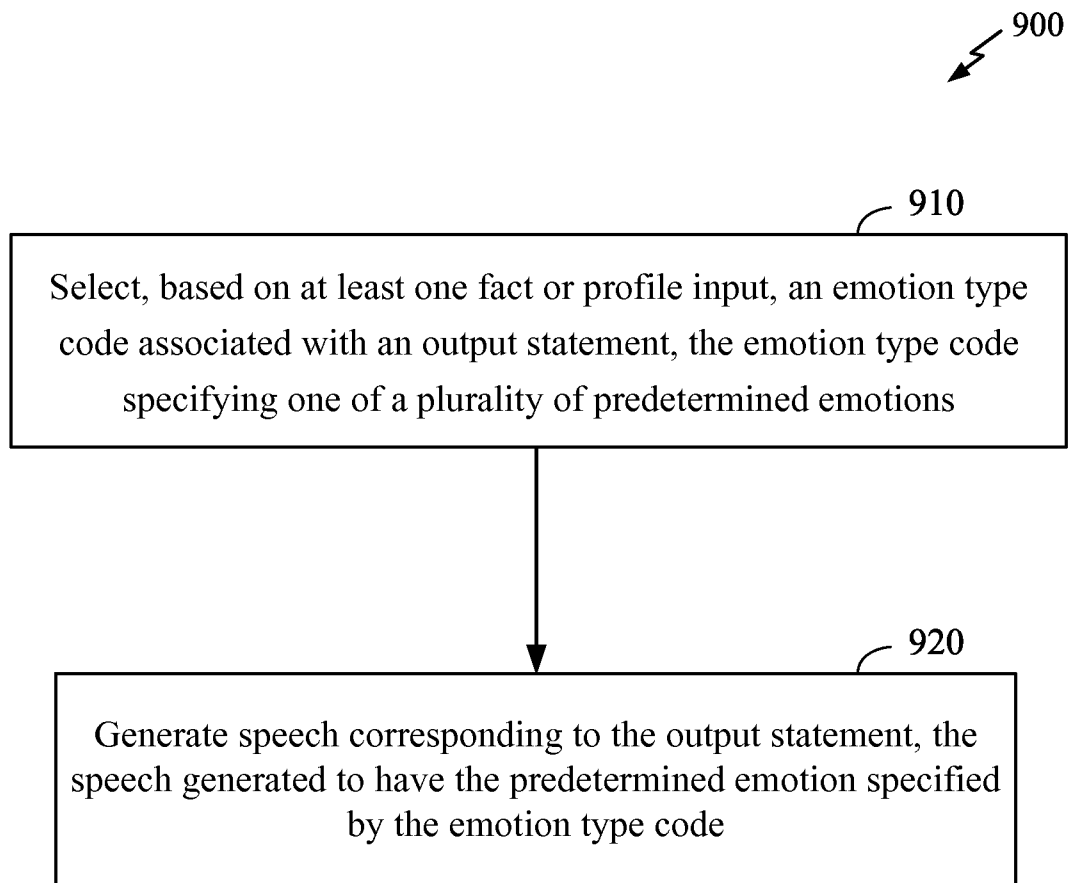 900
910
Select, based on at least one fact or profile input, an emotion type
code associated with an output statement, the emotion type code
specifying one of a plurality of predetermined emotions
920
Generate speech corresponding to the output statement, the
speech generated to have the predetermined emotion specified
by the emotion type code